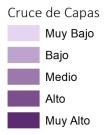 Cruce de Capas
Muy Bajo
Bajo
Medio
Alto
Muy Alto